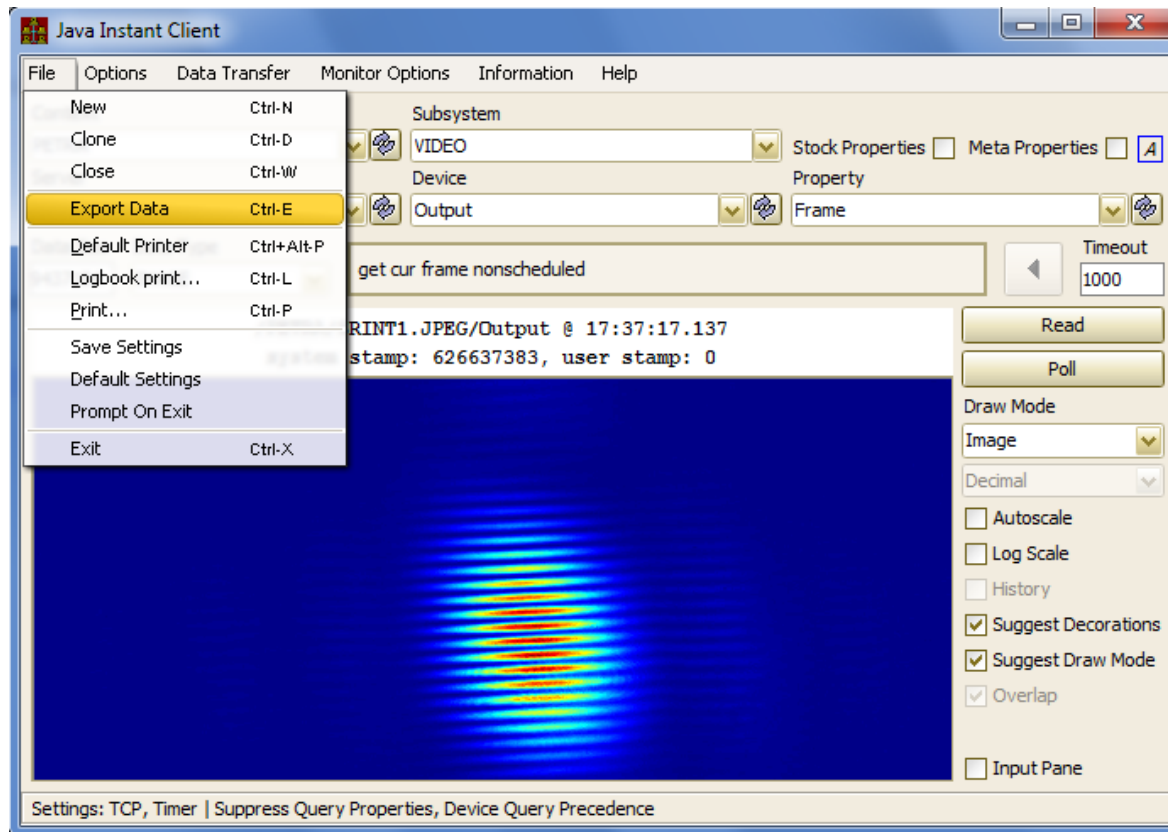 Java Instant Client
File Options Data Transfer Monitor Options Information Help
New Ctrl-N
Clone Ctrl-D
Close Ctrl-W
Export Data Ctrl-E
Default Printer Ctrl+Alt-P
Logbook print... Ctrl-L
Print... Ctrl-P
Save Settings
Default Settings
Prompt On Exit
Exit Ctrl-X
Subsystem
VIDEO
Stock Properties Meta Properties A
Device Property
Output Frame
get cur frame nonscheduled
Timeout
1000
RINT1.JPEG/Output @ 17:37:17.137
stamp: 626637383, user stamp: 0
Read
Poll
Draw Mode
Image
Decimal
Autoscale
Log Scale
History
Suggest Decorations
Suggest Draw Mode
Overlap
Input Pane
Settings: TCP, Timer | Suppress Query Properties, Device Query Precedence